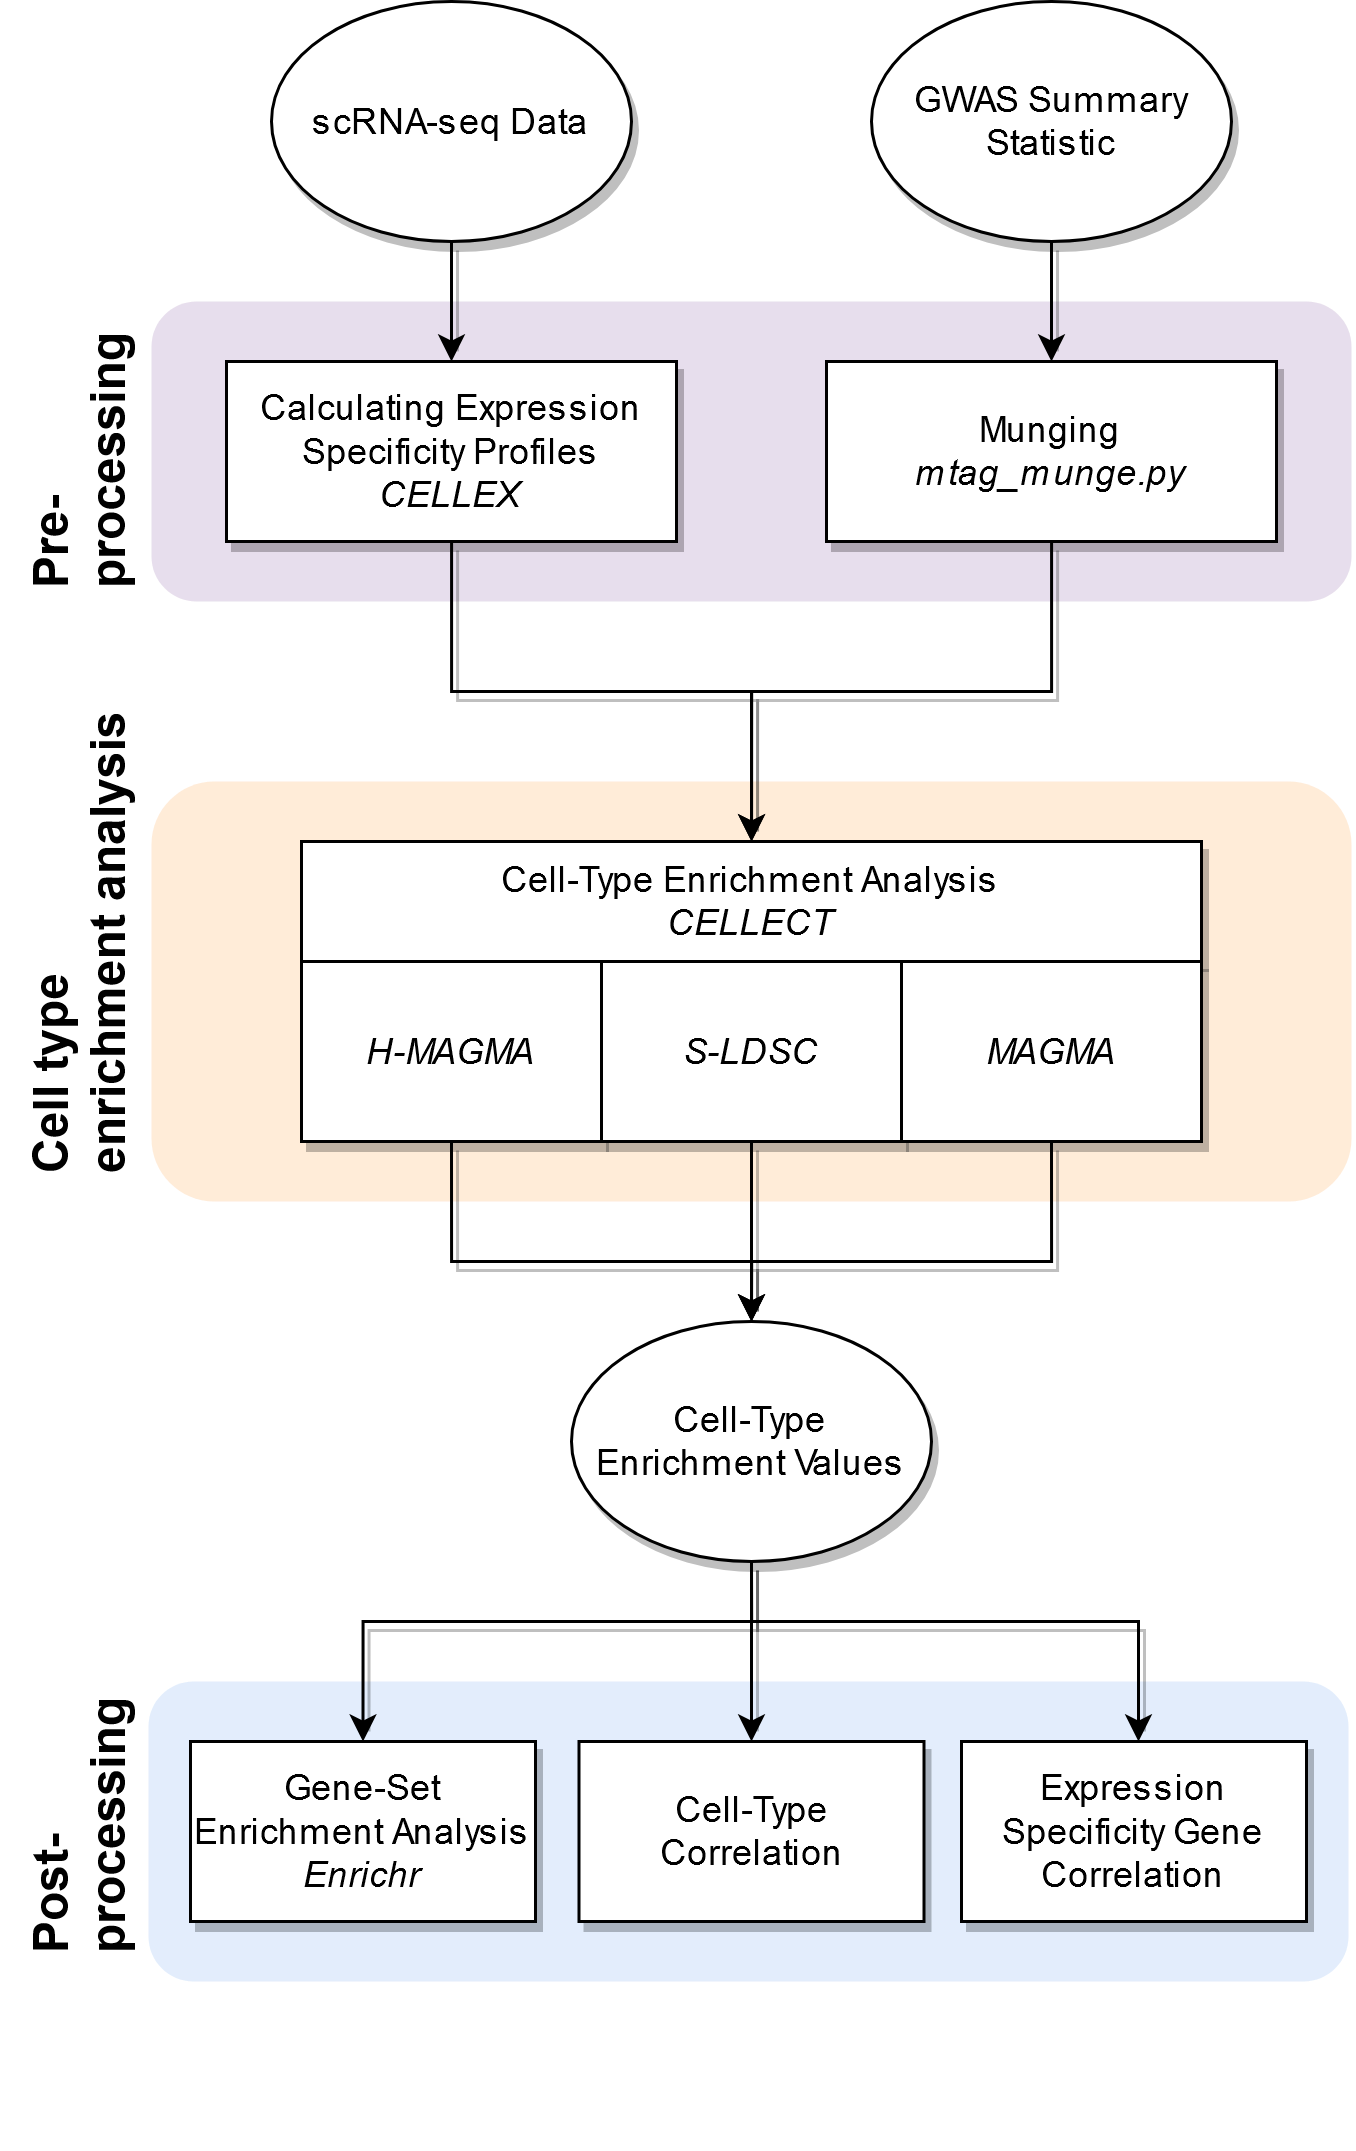 scRNA-seq Data
GWAS Summary
Statistic
Pre-
processing
Calculating Expression
Specificity Profiles
CELLEX
Munging
mtag_munge.py
Cell type
enrichment analysis
Cell-Type Enrichment Analysis
CELLECT
H-MAGMA
S-LDSC
MAGMA
Cell-Type
Enrichment Values
Post-
processing
Gene-Set
Enrichment Analysis
Enrichr
Cell-Type
Correlation
Expression
Specificity Gene
Correlation